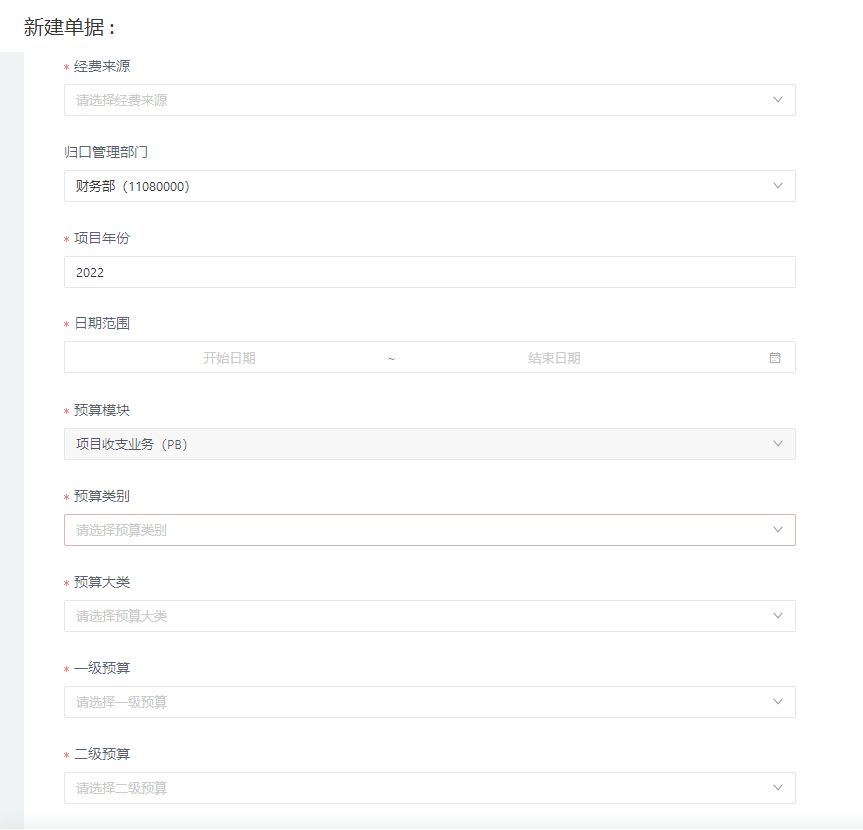 新建单据：
* 经费来源
请选择经费来源
归口管理部门
财务部（11080000）
* 项目年份
2022
* 日期范围
开始日期 ~ 结束日期
* 预算模块
项目收支业务（PB）
* 预算类别
请选择预算类别
* 预算大类
请选择预算大类
* 一级预算
请选择一级预算
* 二级预算
请选择二级预算